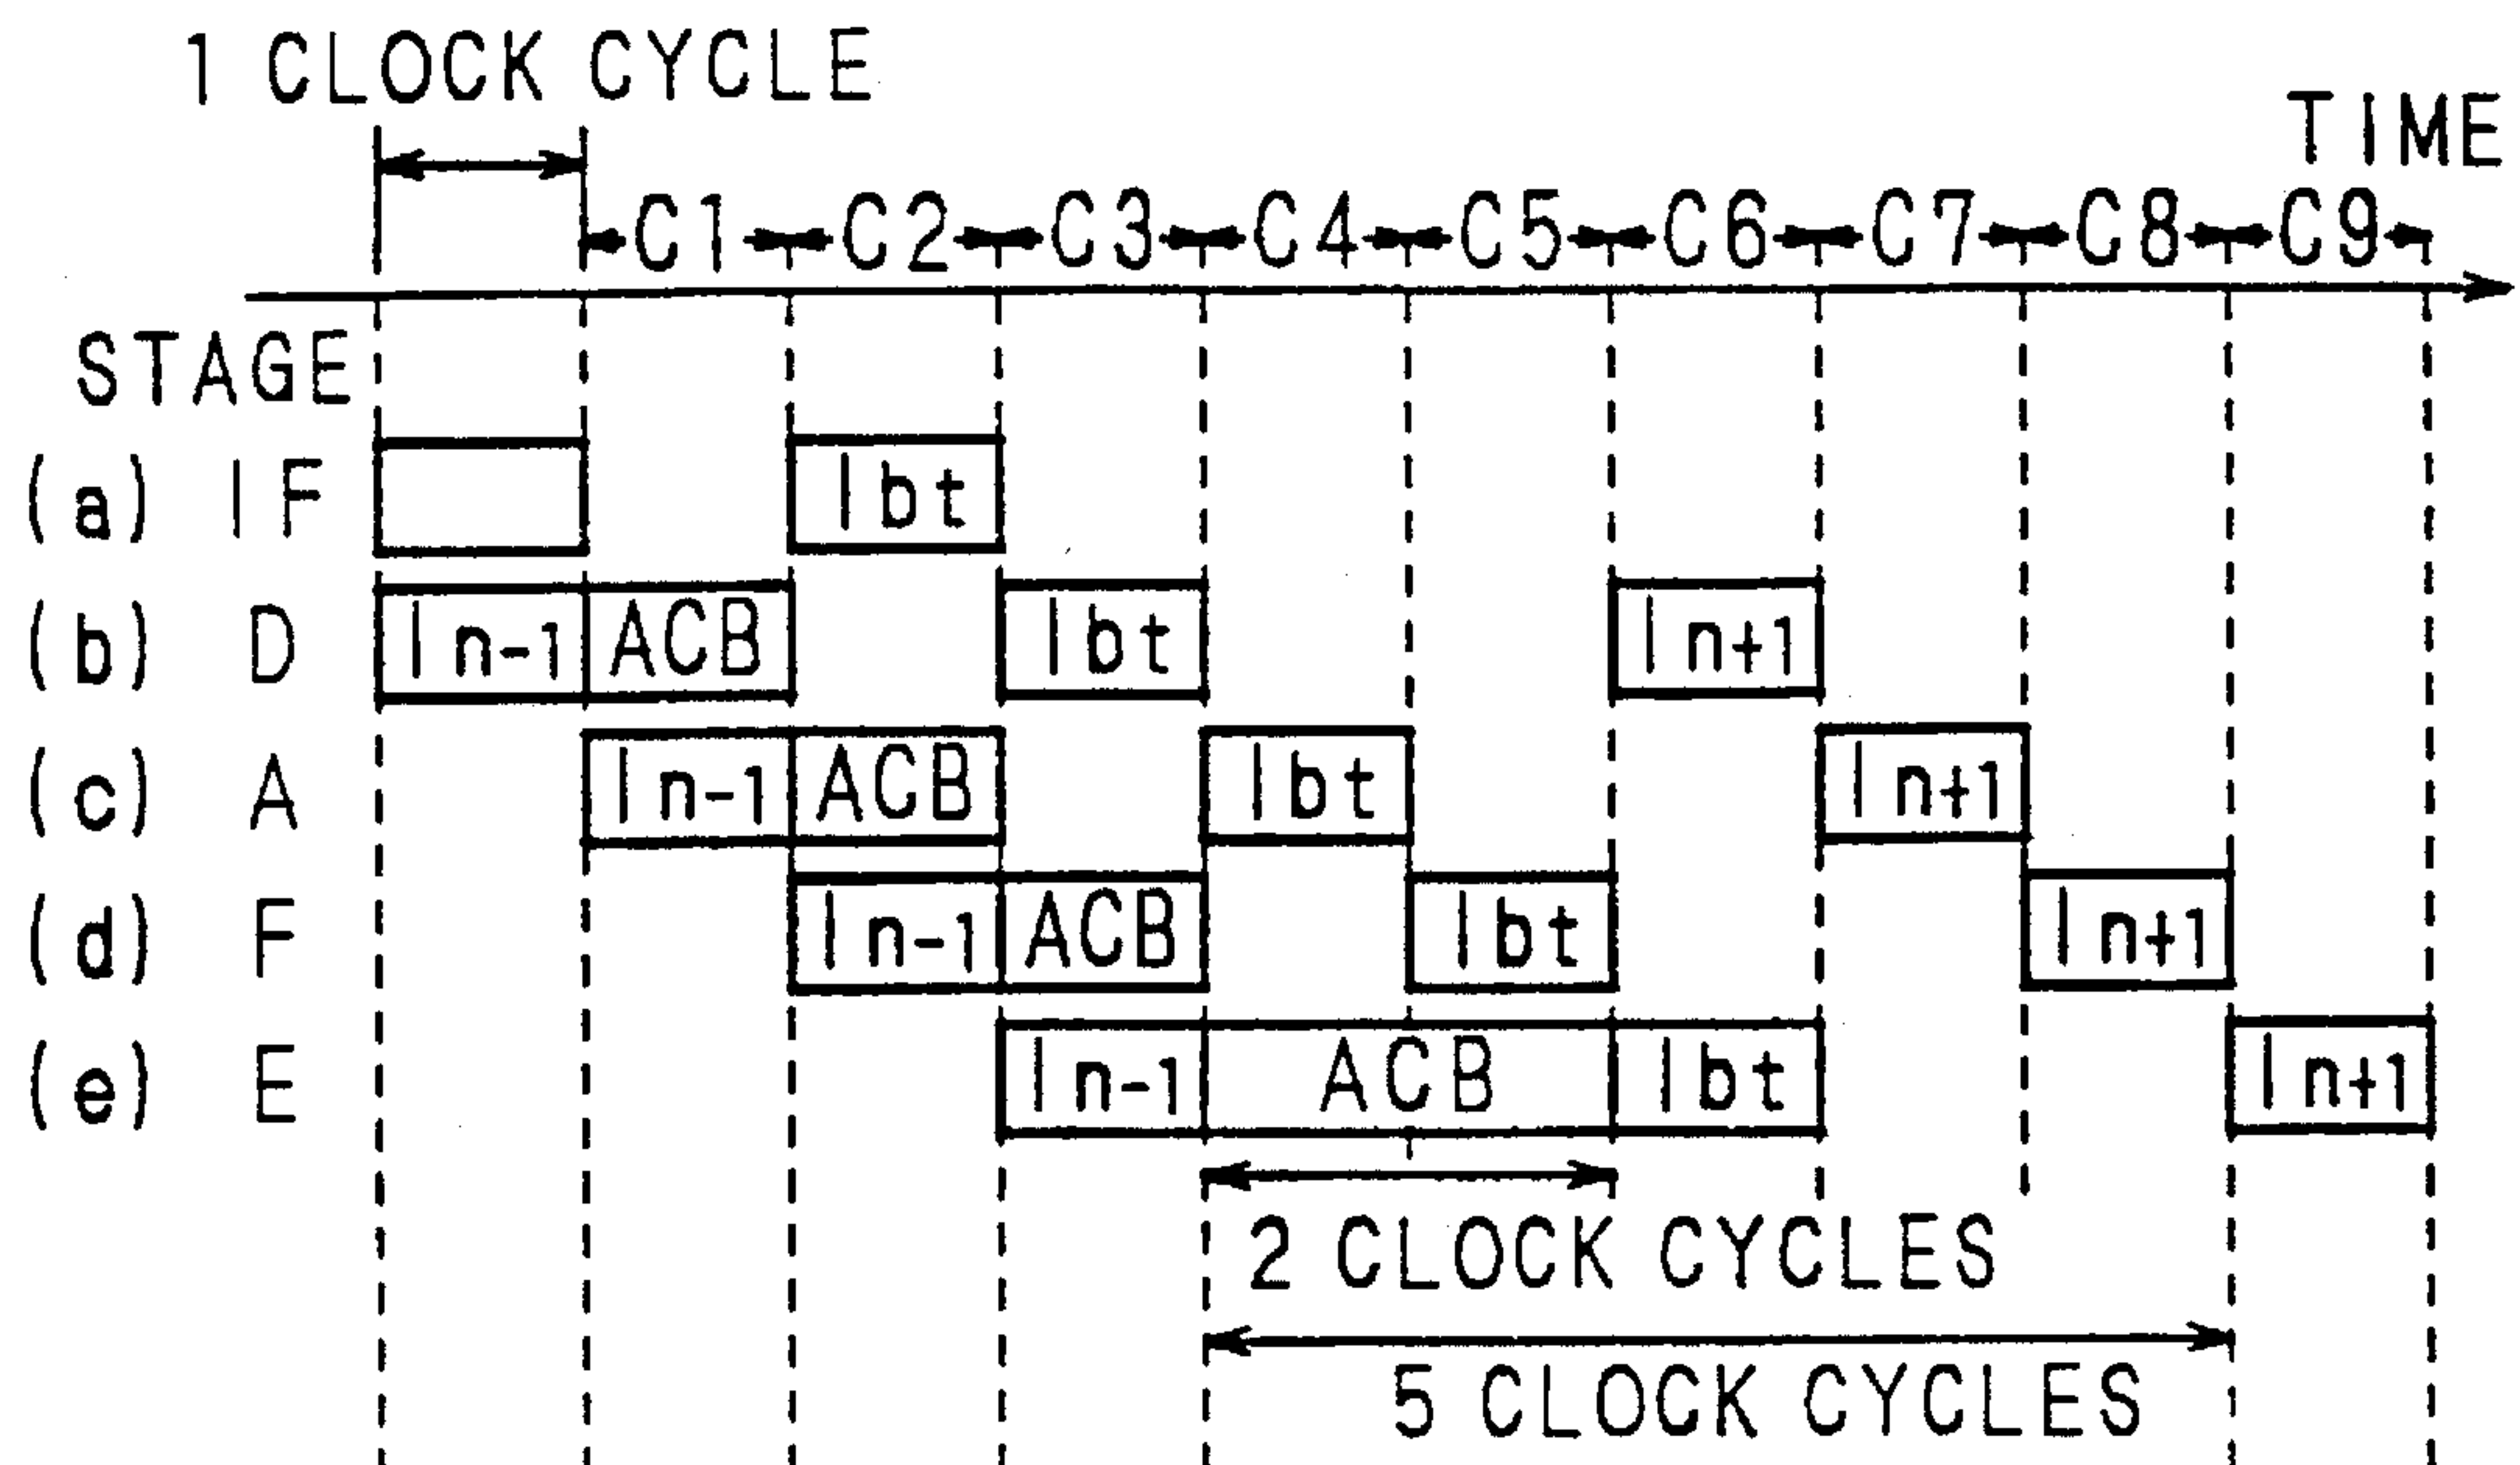 1 CLOCK CYCLE
TIME
C1 C2 C3 C4 C5 C6 C7 C8 C9
STAGE
(a) IF Ibt
(b) D In-1 ACB Ibt In+1
(c) A In-1 ACB Ibt In+1
(d) F In-1 ACB Ibt In+1
(e) E In-1 ACB Ibt In+1
2 CLOCK CYCLES
5 CLOCK CYCLES